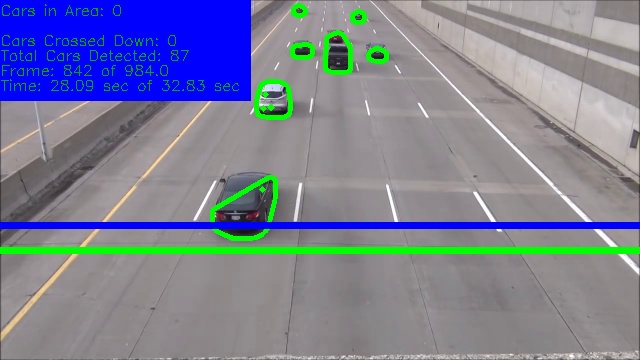 Cars in Area: 0
Cars Crossed Down: 0
Total Cars Detected: 87
Frame: 842 of 984.0
Time: 28.09 sec of 32.83 sec